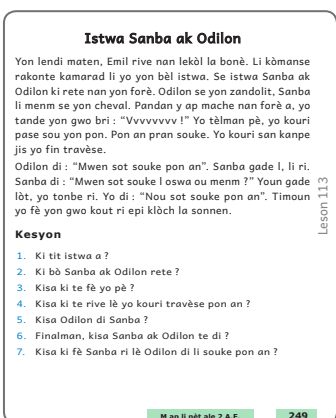 Istwa Sanba ak Odilon
Yon lendi maten, Emil rive nan lekòl la bonè. Li kòmanse
rakonte kamarad li yo yon bèl istwa. Se istwa Sanba ak
Odilon ki rete nan yon forè. Odilon se yon zandolit, Sanba
li menm se yon cheval. Pandan y ap mache nan forè a, yo
tande yon gwo bri : “Vvvvvvvv !” Yo tèlman pè, yo kouri
pase sou yon pon. Pon an pran souke. Yo kouri san kanpe
jis yo fin travèse.
Odilon di : “Mwen sot souke pon an”. Sanba gade l, li ri.
Sanba di : “Mwen sot souke l oswa ou menm ?” Youn gade
lòt, yo tonbe ri. Yo di : “Nou sot souke pon an”. Timoun
yo fè yon gwo kout ri epi klòch la sonnen.
Kesyon
1. Ki tit istwa a ?
2. Ki bò Sanba ak Odilon rete ?
3. Kisa ki te fè yo pè ?
4. Kisa ki te rive lè yo kouri travèse pon an ?
5. Kisa Odilon di Sanba ?
6. Finalman, kisa Sanba ak Odilon te di ?
7. Kisa ki fè Sanba ri lè Odilon di li souke pon an ?
Leson 113
M ap li nèt ale 2 A.F. 249